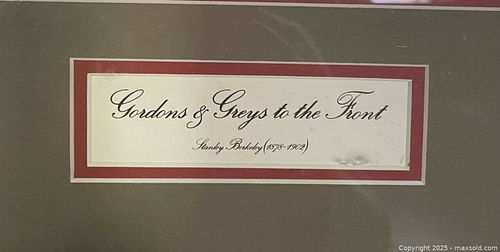 Gordons & Greys to the Front
Stanley Berkeley (1878-1902)
Copyright 2025 - maxsold.com